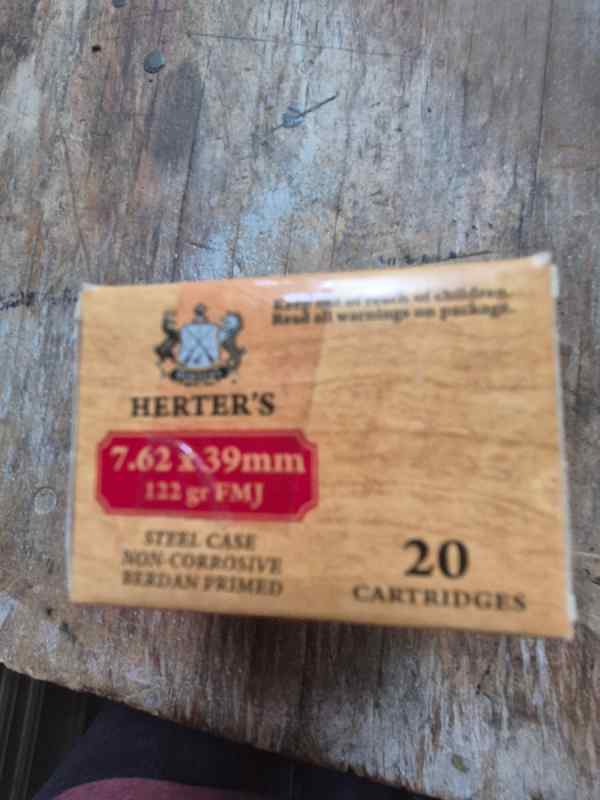 Keep out of reach of children.
Read all warnings on package.
HERTER'S
7.62 x 39mm
122 gr FMJ
STEEL CASE
NON-CORROSIVE
BERDAN PRIMED
20
CARTRIDGES